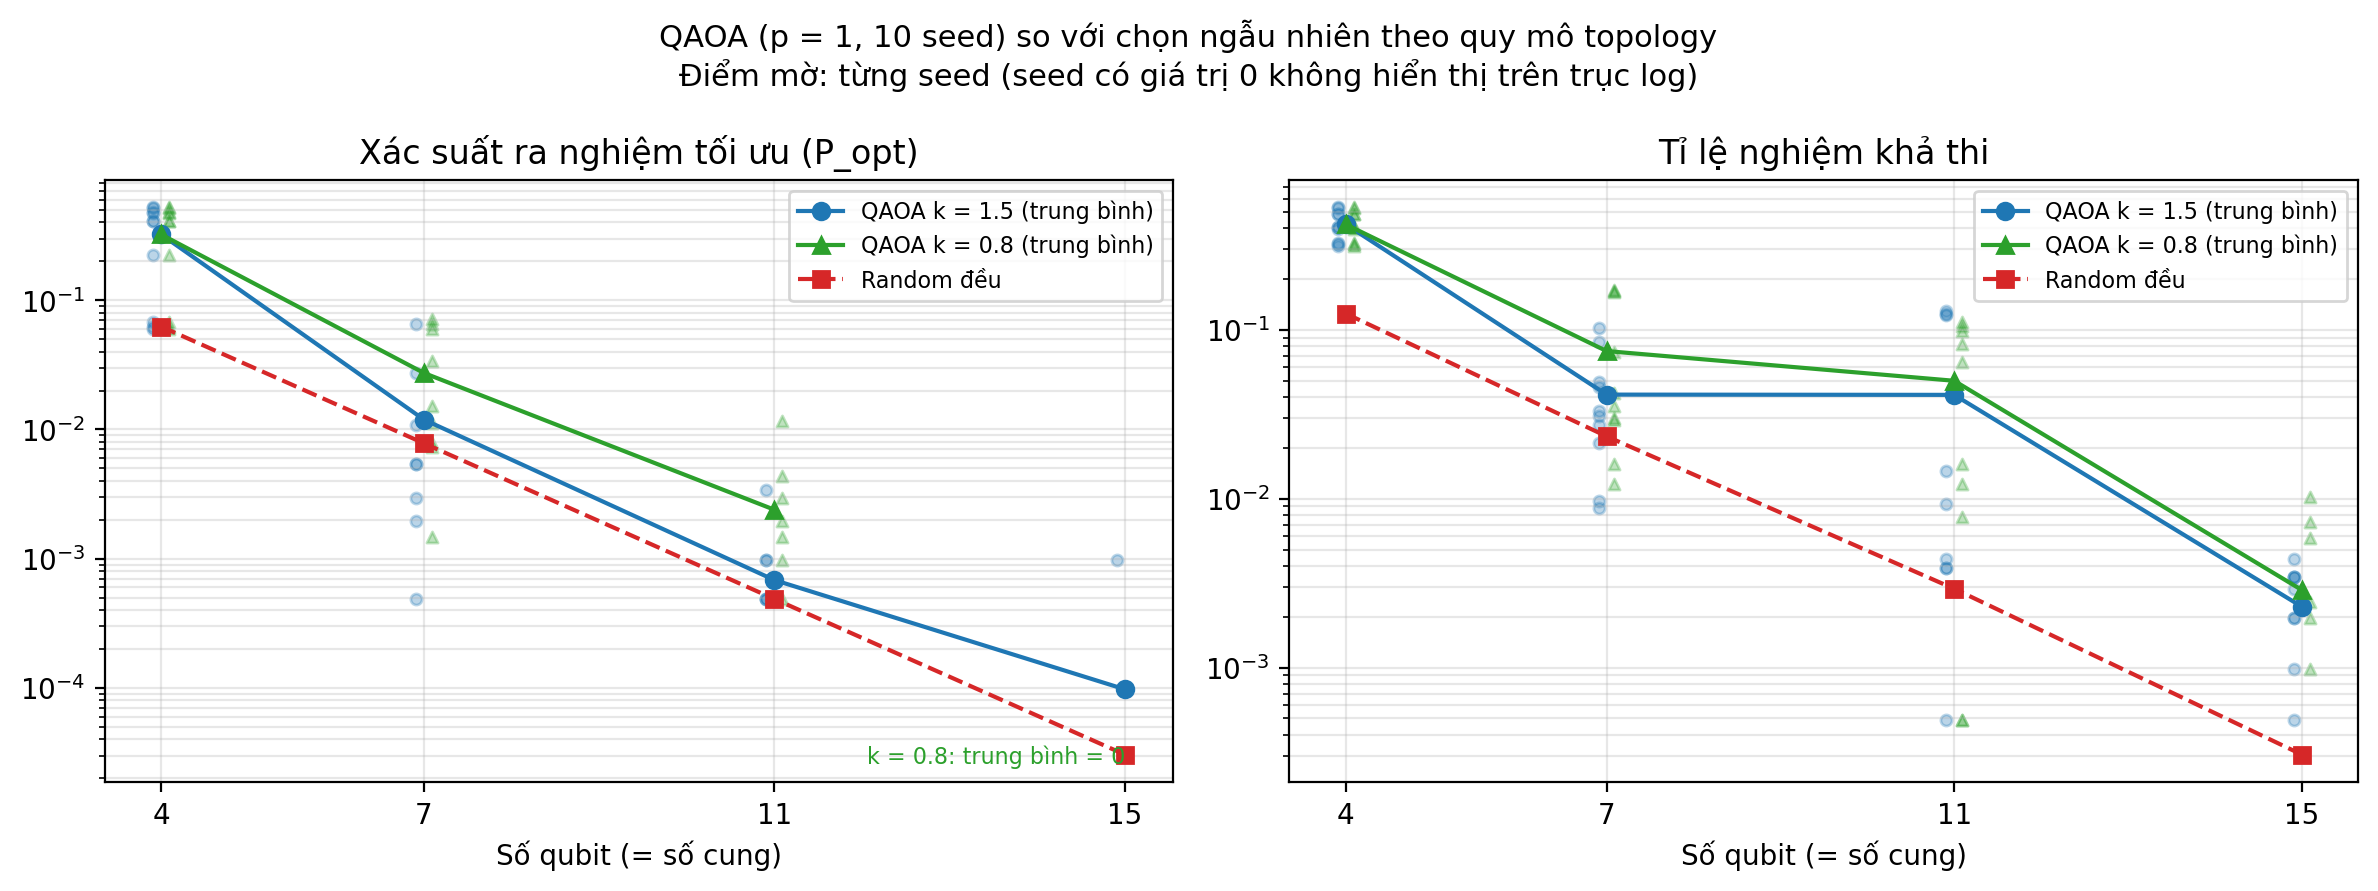 QAOA (p = 1, 10 seed) so với chọn ngẫu nhiên theo quy mô topology
Điểm mờ: từng seed (seed có giá trị 0 không hiển thị trên trục log)
Xác suất ra nghiệm tối ưu (P_opt)
QAOA k = 1.5 (trung bình)
QAOA k = 0.8 (trung bình)
Random đều
10⁻¹
10⁻²
10⁻³
10⁻⁴
k = 0.8: trung bình = 0
4 7 11 15
Số qubit (= số cung)
Tỉ lệ nghiệm khả thi
QAOA k = 1.5 (trung bình)
QAOA k = 0.8 (trung bình)
Random đều
10⁻¹
10⁻²
10⁻³
4 7 11 15
Số qubit (= số cung)